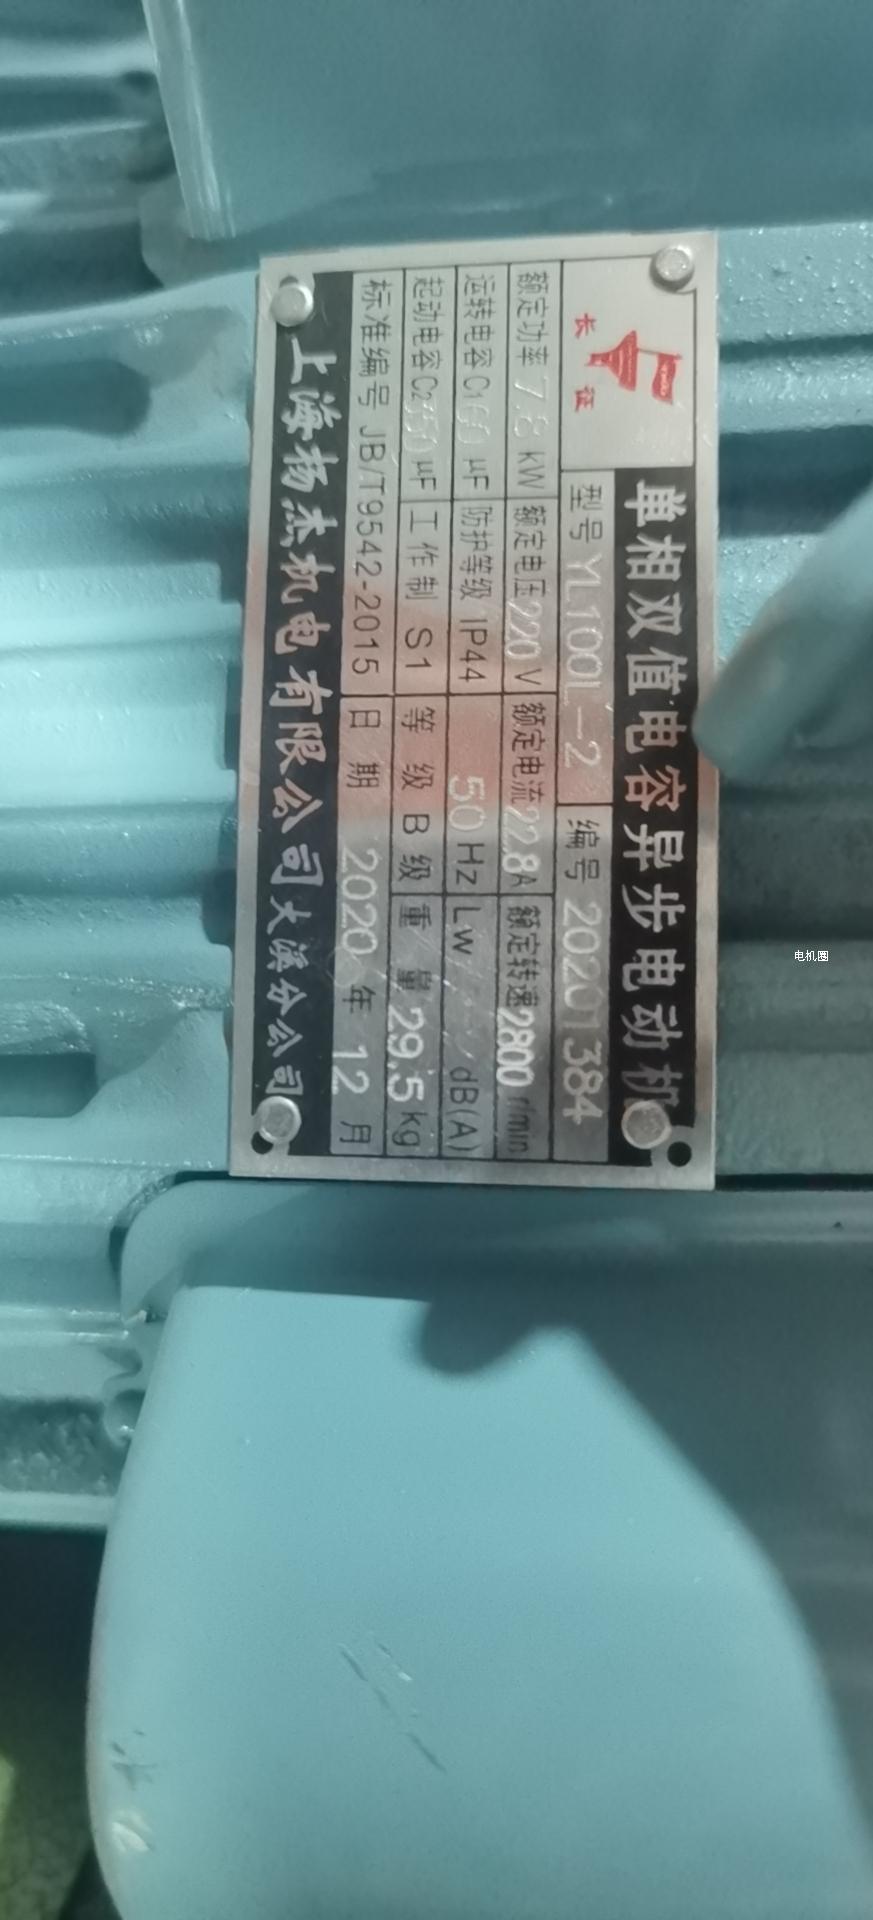 长征
单相双值电容异步电动机
型号 YL100L-2 编号 20201384
额定功率 7.8 kW 额定电压 220 V 额定电流 22.8 A 额定转速 2800 r/min
运转电容 C1 60 μF 防护等级 IP44 50 Hz Lw dB(A)
起动电容 C2 μF 工作制 S1 等级 B 级 重量 29.5 kg
标准编号 JB/T9542-2015 日期 2020 年 12 月
上海杨杰机电有限公司大溪分公司
电机圈